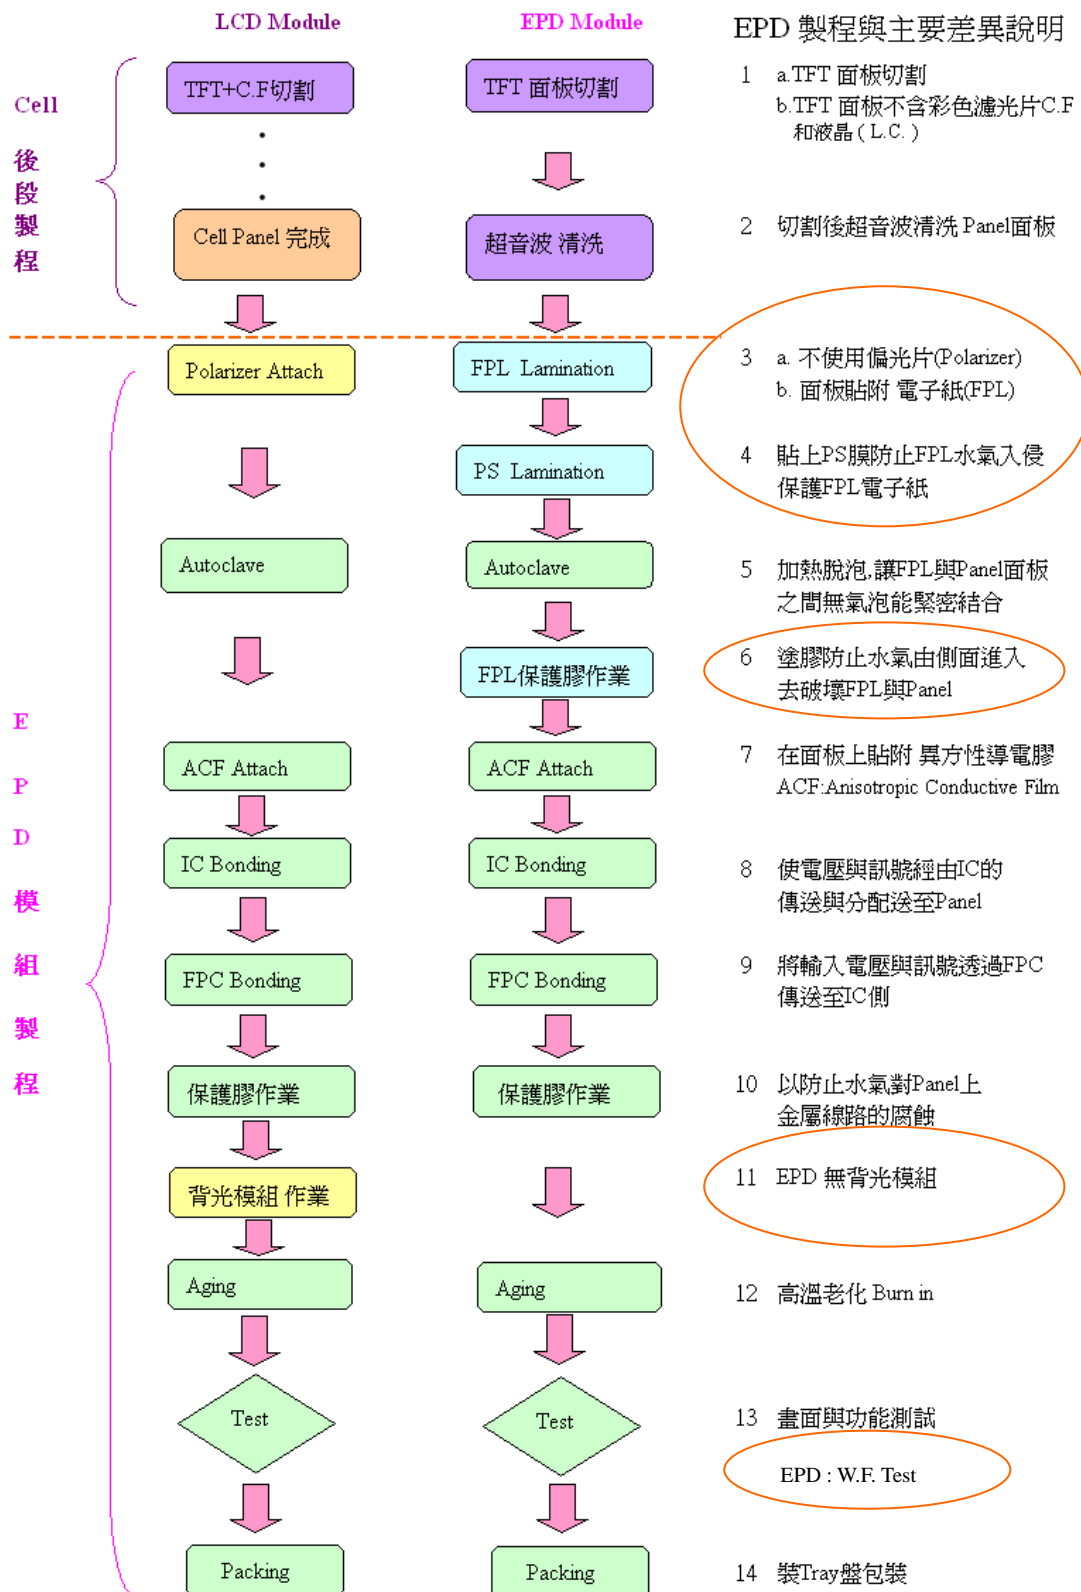 LCD Module
EPD Module
EPD 製程與主要差異說明
Cell
後
段
製
程
TFT+C.F切割
TFT 面板切割
1 a.TFT 面板切割
b.TFT 面板不含彩色濾光片C.F
和液晶 ( L.C. )
Cell Panel 完成
超音波 清洗
2 切割後超音波清洗 Panel面板
Polarizer Attach
FPL Lamination
3 a. 不使用偏光片(Polarizer)
b. 面板貼附 電子紙(FPL)
PS Lamination
4 貼上PS膜防止FPL水氣入侵
保護FPL電子紙
Autoclave
Autoclave
5 加熱脫泡,讓FPL與Panel面板
之間無氣泡能緊密結合
FPL保護膠作業
6 塗膠防止水氣由側面進入
去破壞FPL與Panel
E
P
D
模
組
製
程
ACF Attach
ACF Attach
7 在面板上貼附 異方性導電膠
ACF:Anisotropic Conductive Film
IC Bonding
IC Bonding
8 使電壓與訊號經由IC的
傳送與分配送至Panel
FPC Bonding
FPC Bonding
9 將輸入電壓與訊號透過FPC
傳送至IC側
保護膠作業
保護膠作業
10 以防止水氣對Panel上
金屬線路的腐蝕
背光模組 作業
11 EPD 無背光模組
Aging
Aging
12 高溫老化 Burn in
Test
Test
13 畫面與功能測試
EPD : W.F. Test
Packing
Packing
14 裝Tray盤包裝